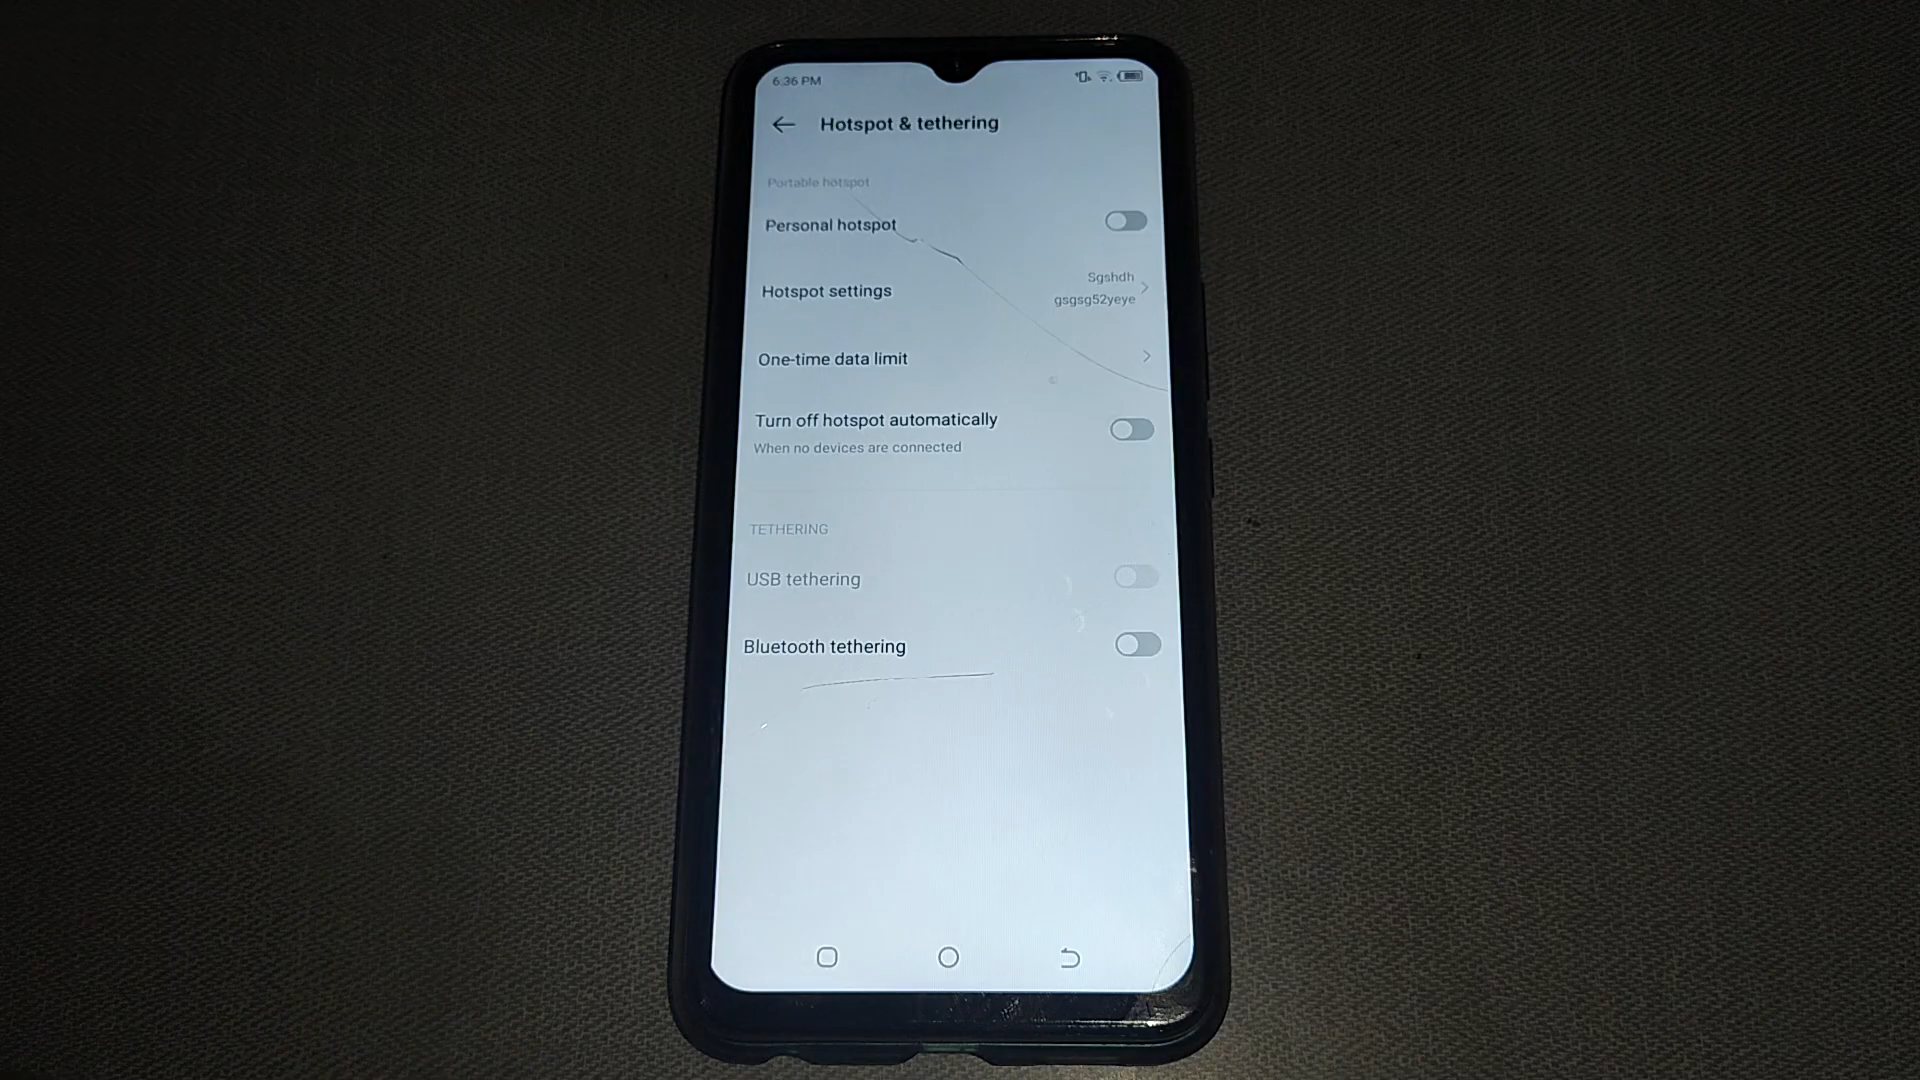 6:36 PM
Hotspot & tethering
Portable hotspot
Personal hotspot
Hotspot settings
Sgshdh
gsgsg52yeye
One-time data limit
Turn off hotspot automatically
When no devices are connected
TETHERING
USB tethering
Bluetooth tethering